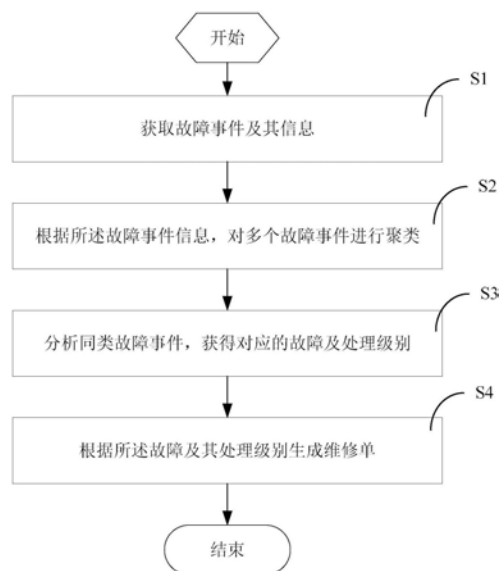 开始
S1
获取故障事件及其信息
S2
根据所述故障事件信息，对多个故障事件进行聚类
S3
分析同类故障事件，获得对应的故障及处理级别
S4
根据所述故障及其处理级别生成维修单
结束